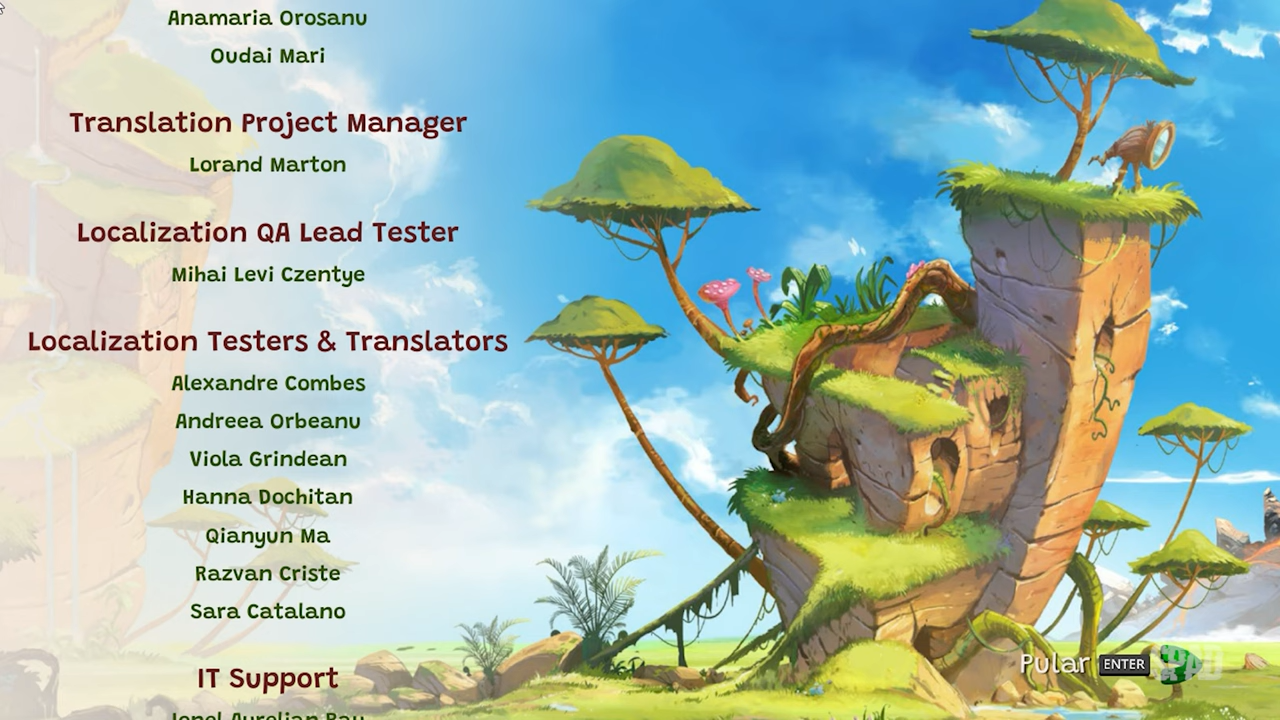 Anamaria Orosanu
Oudai Mari
Translation Project Manager
Lorand Marton
Localization QA Lead Tester
Mihai Levi Czentye
Localization Testers & Translators
Alexandre Combes
Andreea Orbeanu
Viola Grindean
Hanna Dochitan
Qianyun Ma
Razvan Criste
Sara Catalano
IT Support
Pular ENTER